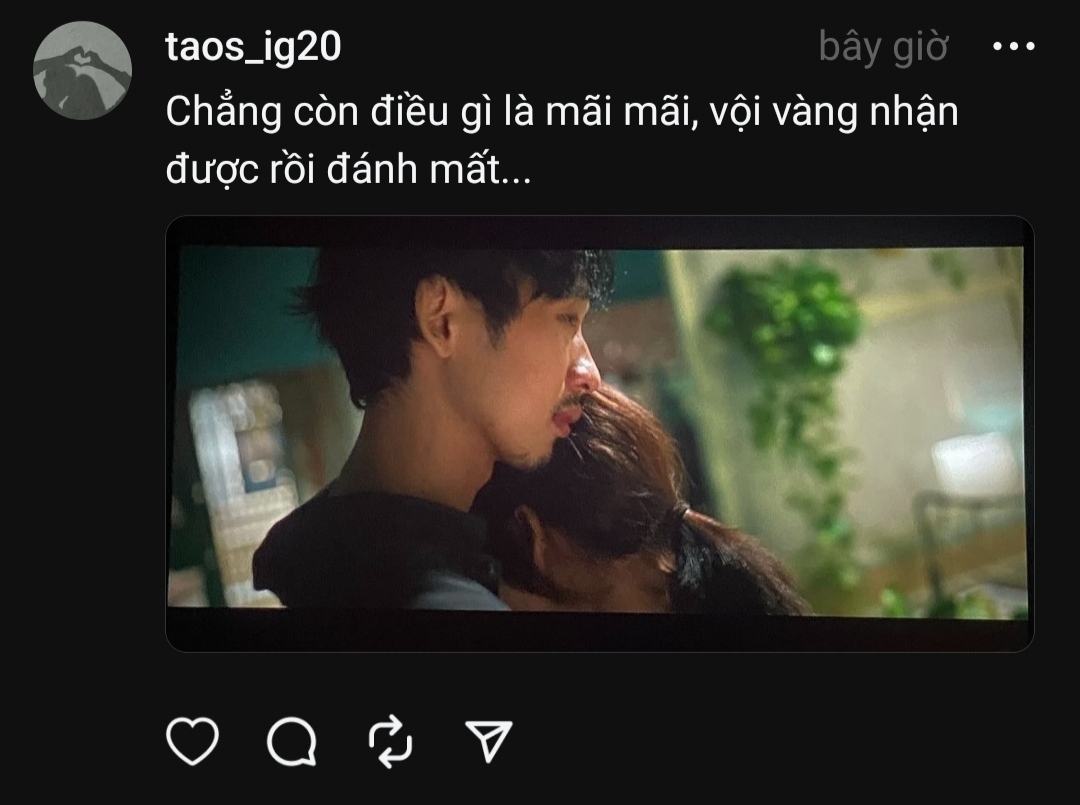 taos_ig20
bây giờ
Chẳng còn điều gì là mãi mãi, vội vàng nhận
được rồi đánh mất...